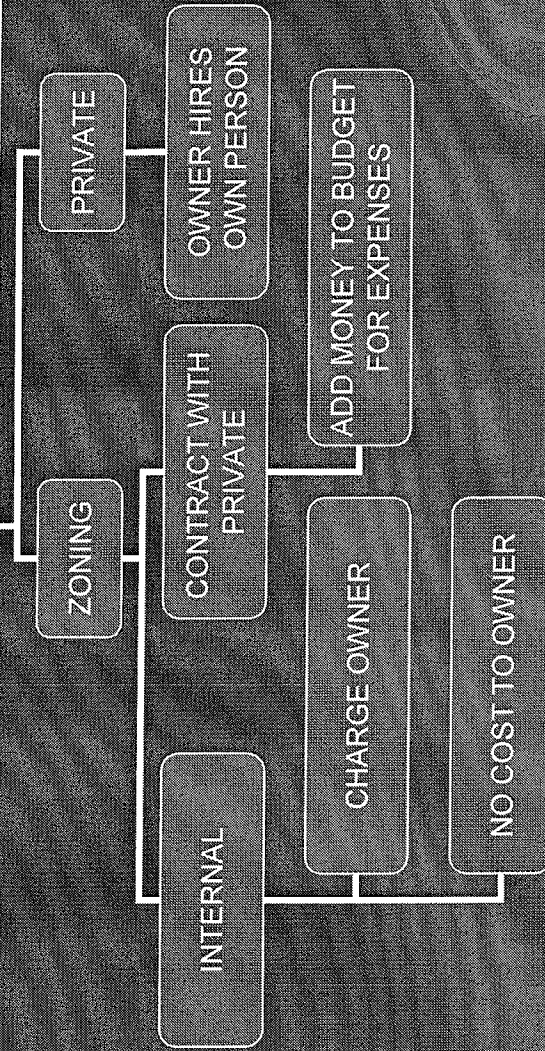 ZONING
PRIVATE
INTERNAL
CONTRACT WITH
PRIVATE
OWNER HIRES
OWN PERSON
CHARGE OWNER
ADD MONEY TO BUDGET
FOR EXPENSES
NO COST TO OWNER